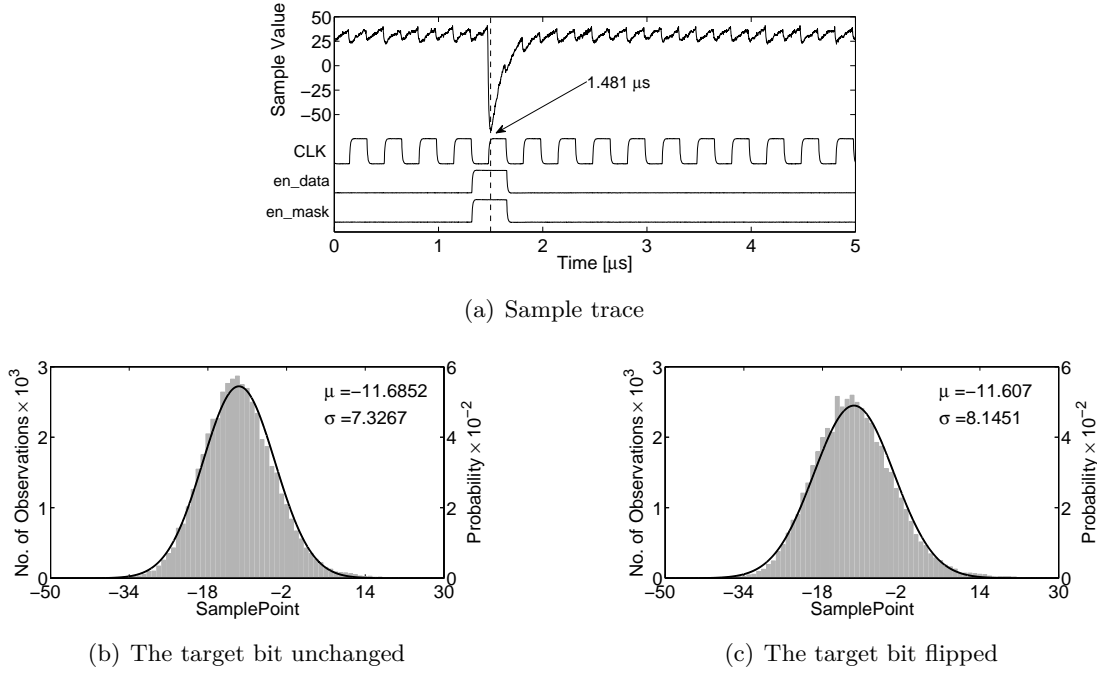 50
25
0
−25
−50
Sample Value
1.481 μs
CLK
en_data
en_mask
0 1 2 3 4 5
Time [μs]
(a) Sample trace
3
2
1
0
No. of Observations × 10³
6
4
2
0
Probability × 10⁻²
μ =−11.6852
σ =7.3267
−50 −34 −18 −2 14 30
SamplePoint
(b) The target bit unchanged
3
2
1
0
No. of Observations × 10³
6
4
2
0
Probability × 10⁻²
μ =−11.607
σ =8.1451
−50 −34 −18 −2 14 30
SamplePoint
(c) The target bit flipped